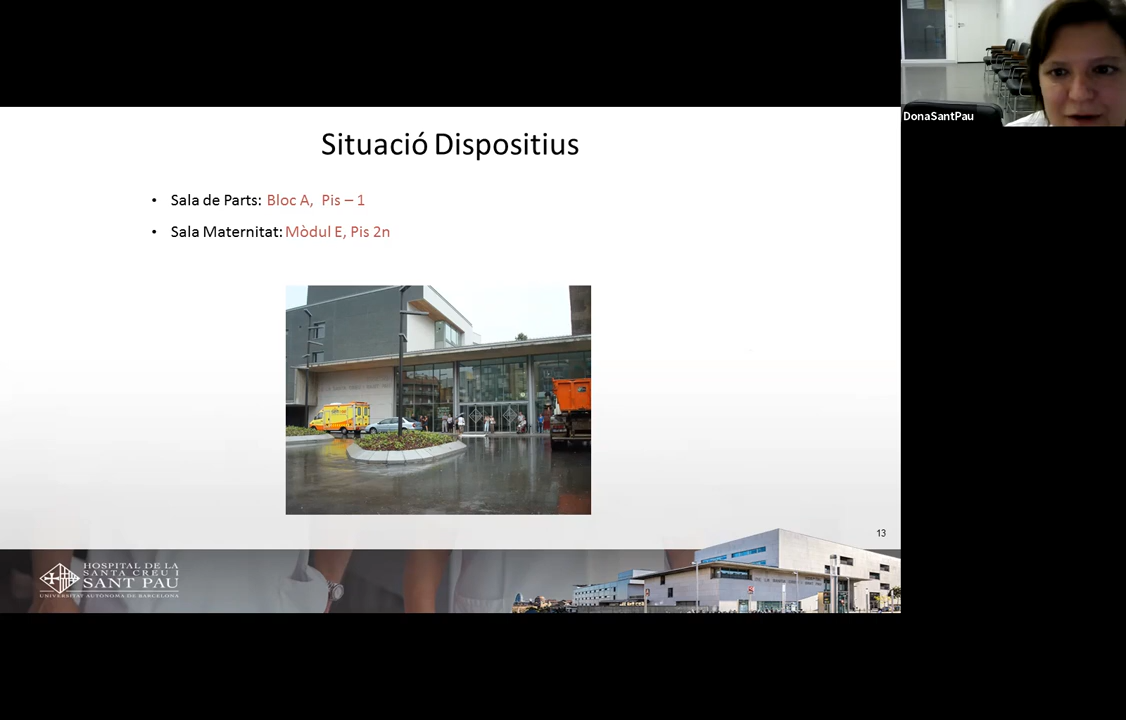 DonaSantPau
Situació Dispositius
• Sala de Parts: Bloc A, Pis – 1
• Sala Maternitat: Mòdul E, Pis 2n
13
HOSPITAL DE LA
SANTA CREU I
SANT PAU
UNIVERSITAT AUTÒNOMA DE BARCELONA